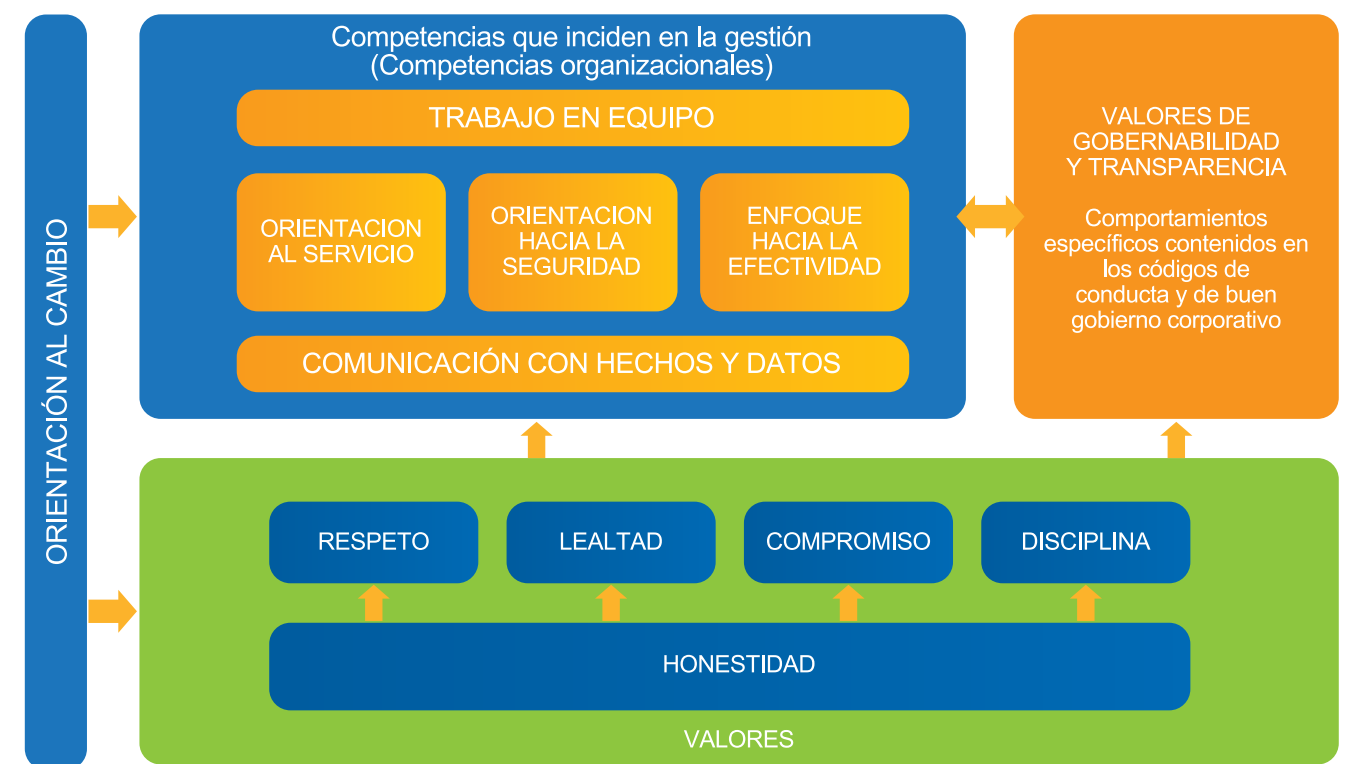 ORIENTACIÓN AL CAMBIO
Competencias que inciden en la gestión
(Competencias organizacionales)
TRABAJO EN EQUIPO
ORIENTACION
AL SERVICIO
ORIENTACION
HACIA LA
SEGURIDAD
ENFOQUE
HACIA LA
EFECTIVIDAD
COMUNICACIÓN CON HECHOS Y DATOS
VALORES DE
GOBERNABILIDAD
Y TRANSPARENCIA
Comportamientos
específicos contenidos en
los códigos de
conducta y de buen
gobierno corporativo
RESPETO
LEALTAD
COMPROMISO
DISCIPLINA
HONESTIDAD
VALORES